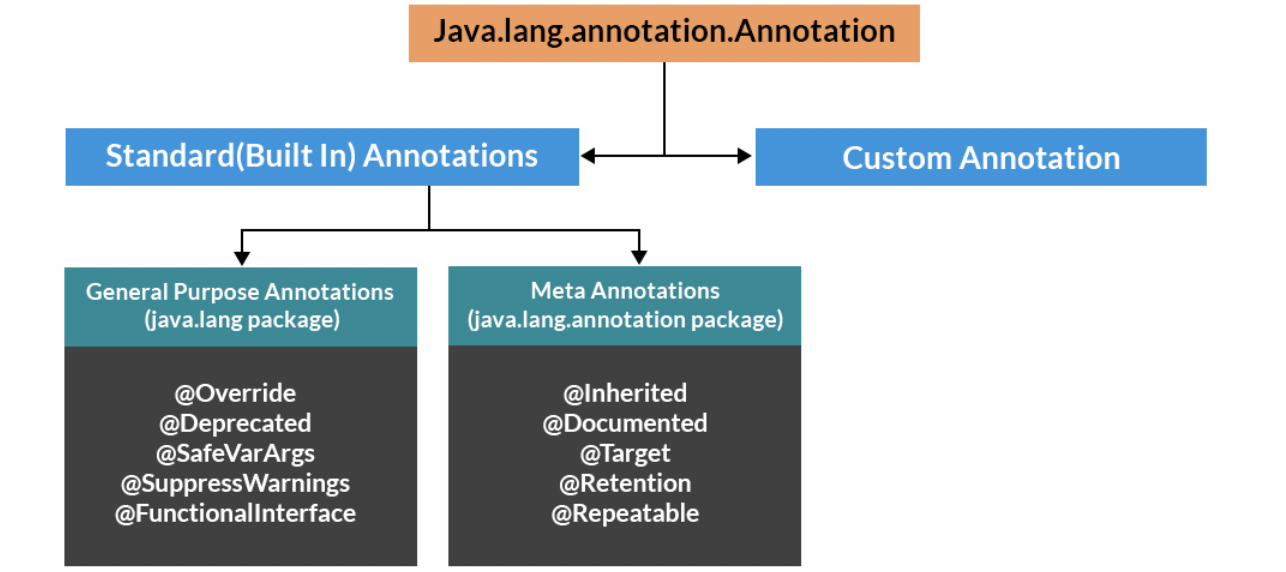 Java.lang.annotation.Annotation
Standard(Built In) Annotations
Custom Annotation
General Purpose Annotations
(java.lang package)
@Override
@Deprecated
@SafeVarArgs
@SuppressWarnings
@FunctionalInterface
Meta Annotations
(java.lang.annotation package)
@Inherited
@Documented
@Target
@Retention
@Repeatable